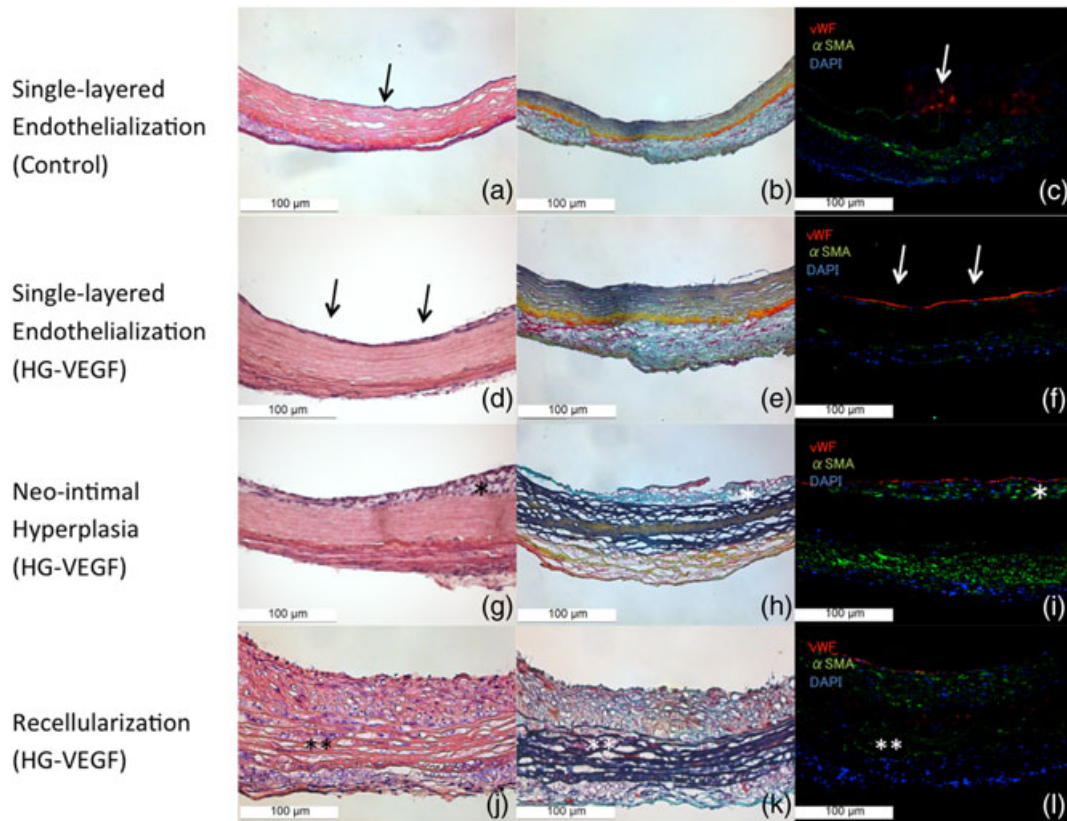 Single-layered
Endothelialization
(Control)
100 μm
(a)
(b)
vWF
α SMA
DAPI
100 μm
(c)
Single-layered
Endothelialization
(HG-VEGF)
100 μm
(d)
100 μm
(e)
vWF
α SMA
DAPI
100 μm
(f)
Neo-intimal
Hyperplasia
(HG-VEGF)
*
100 μm
(g)
*
100 μm
(h)
vWF
α SMA
DAPI
*
100 μm
(i)
Recellularization
(HG-VEGF)
**
100 μm
(j)
**
100 μm
(k)
vWF
α SMA
DAPI
**
100 μm
(l)